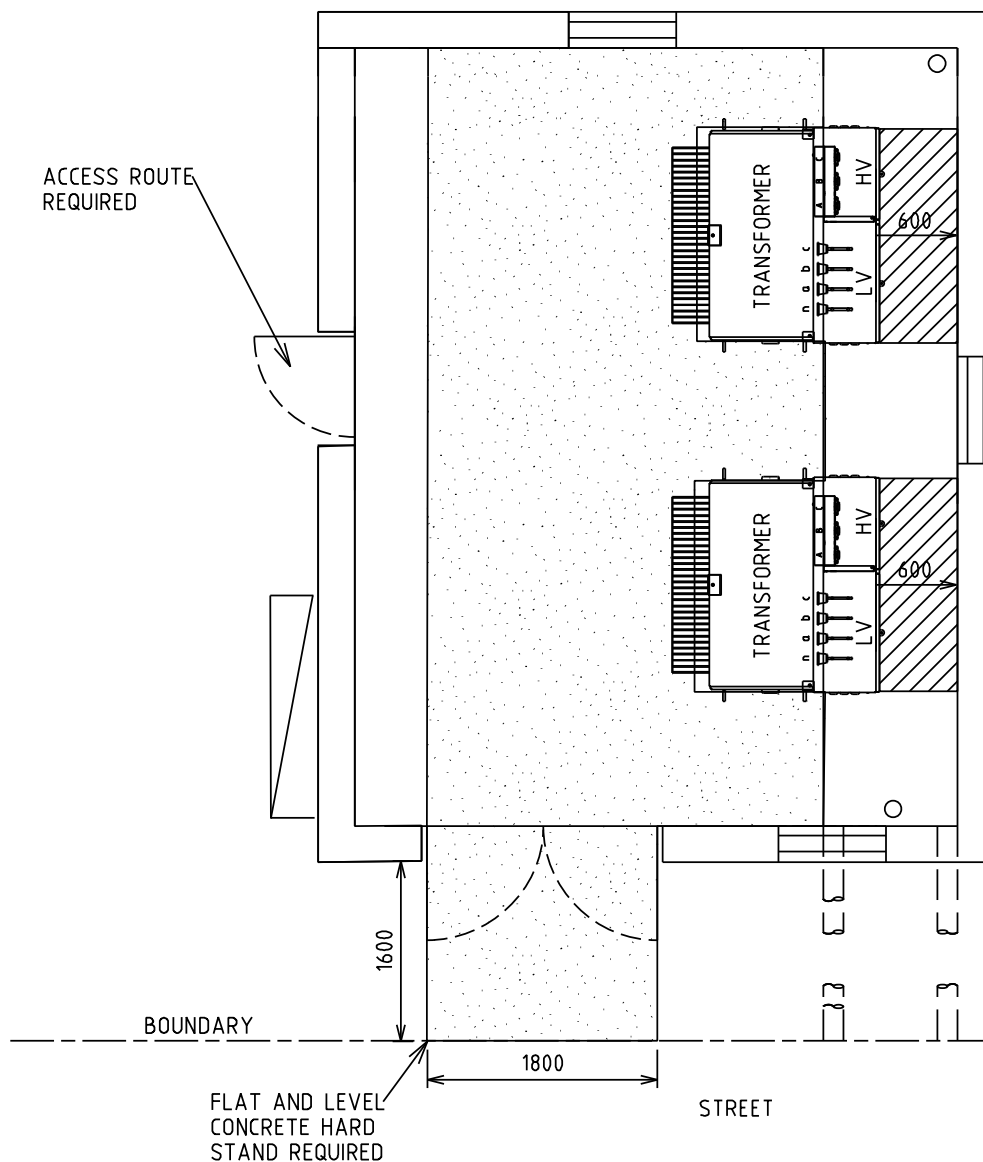 ACCESS ROUTE
REQUIRED
TRANSFORMER
C
B
A
HV
c
b
a
n
LV
600
TRANSFORMER
C
B
A
HV
c
b
a
n
LV
600
1600
BOUNDARY
1800
FLAT AND LEVEL
CONCRETE HARD
STAND REQUIRED
STREET